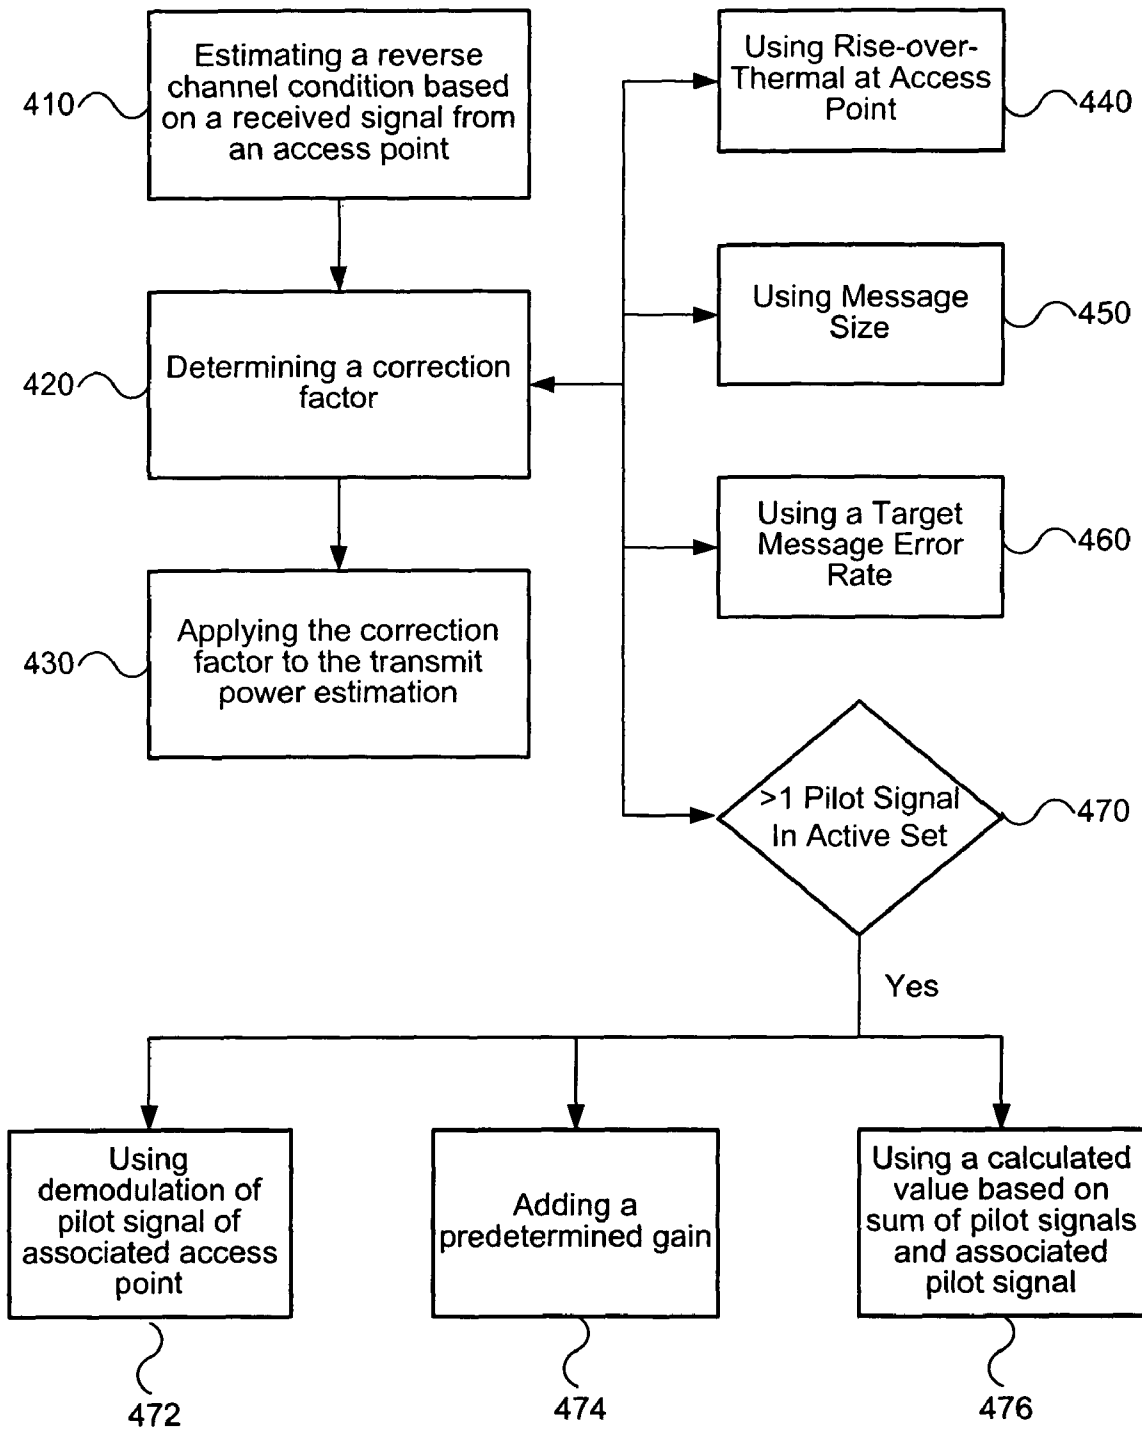 Estimating a reverse
channel condition based
on a received signal from
an access point
410
Determining a correction
factor
420
Applying the correction
factor to the transmit
power estimation
430
Using Rise-over-
Thermal at Access
Point
440
Using Message
Size
450
Using a Target
Message Error
Rate
460
>1 Pilot Signal
In Active Set
470
Yes
Using
demodulation of
pilot signal of
associated access
point
472
Adding a
predetermined gain
474
Using a calculated
value based on
sum of pilot signals
and associated
pilot signal
476